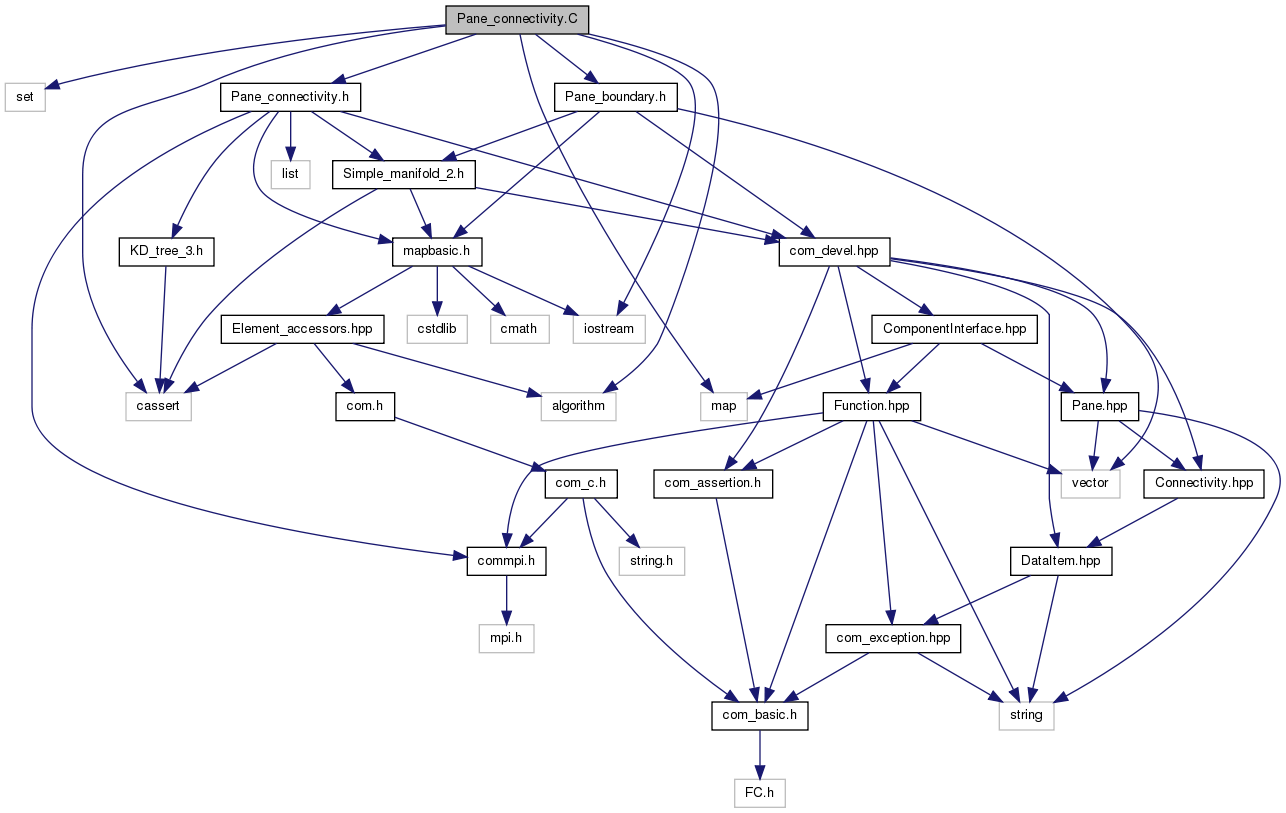 Pane_connectivity.C
set
Pane_connectivity.h
Pane_boundary.h
list
Simple_manifold_2.h
KD_tree_3.h
mapbasic.h
com_devel.hpp
Element_accessors.hpp
cstdlib
cmath
iostream
ComponentInterface.hpp
cassert
com.h
algorithm
map
Function.hpp
Pane.hpp
com_c.h
com_assertion.h
vector
Connectivity.hpp
commpi.h
string.h
DataItem.hpp
mpi.h
com_exception.hpp
com_basic.h
string
FC.h